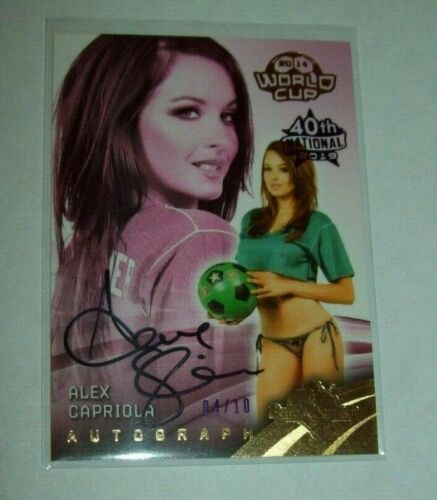 2014
WORLD
CUP
40th
NATIONAL
2019
ALEX
CAPRIOLA
04/10
AUTOGRAPH